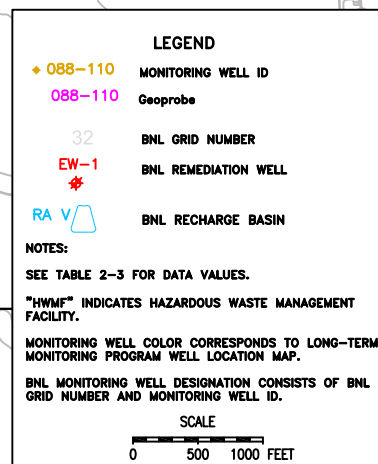 LEGEND
088-110 MONITORING WELL ID
088-110 Geoprobe
32 BNL GRID NUMBER
EW-1 BNL REMEDIATION WELL
RA V BNL RECHARGE BASIN
NOTES:
SEE TABLE 2-3 FOR DATA VALUES.
"HWMF" INDICATES HAZARDOUS WASTE MANAGEMENT
FACILITY.
MONITORING WELL COLOR CORRESPONDS TO LONG-TERM
MONITORING PROGRAM WELL LOCATION MAP.
BNL MONITORING WELL DESIGNATION CONSISTS OF BNL
GRID NUMBER AND MONITORING WELL ID.
SCALE
0 500 1000 FEET